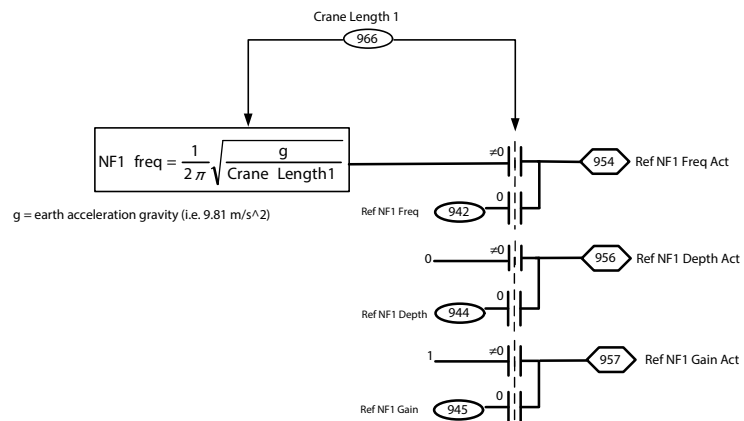 Crane Length 1
966
NF1 freq = 1 / 2 π √ g / Crane Length1
g = earth acceleration gravity (i.e. 9.81 m/s^2)
≠0
954
Ref NF1 Freq Act
0
Ref NF1 Freq
942
0
≠0
956
Ref NF1 Depth Act
0
Ref NF1 Depth
944
1
≠0
957
Ref NF1 Gain Act
0
Ref NF1 Gain
945